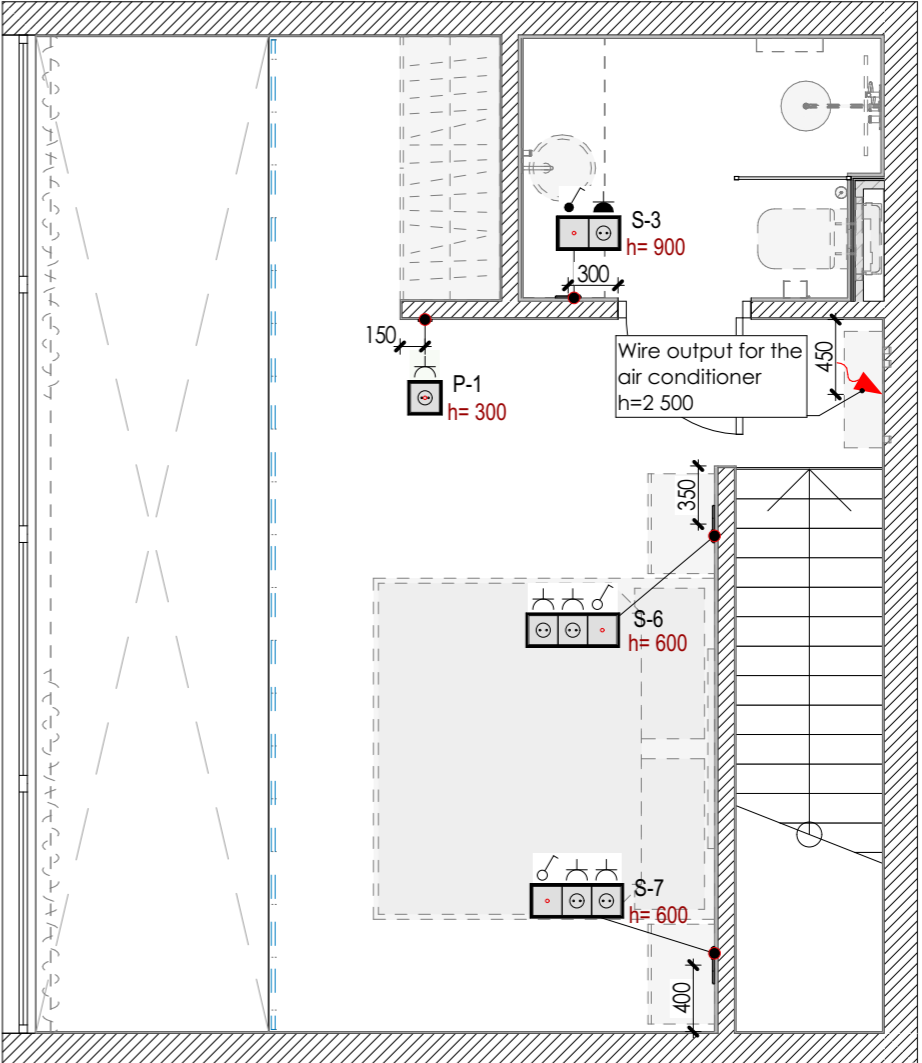 S-3
h= 900
300
150
P-1
h= 300
Wire output for the
air conditioner
h=2 500
450
350
S-6
h= 600
S-7
h= 600
400